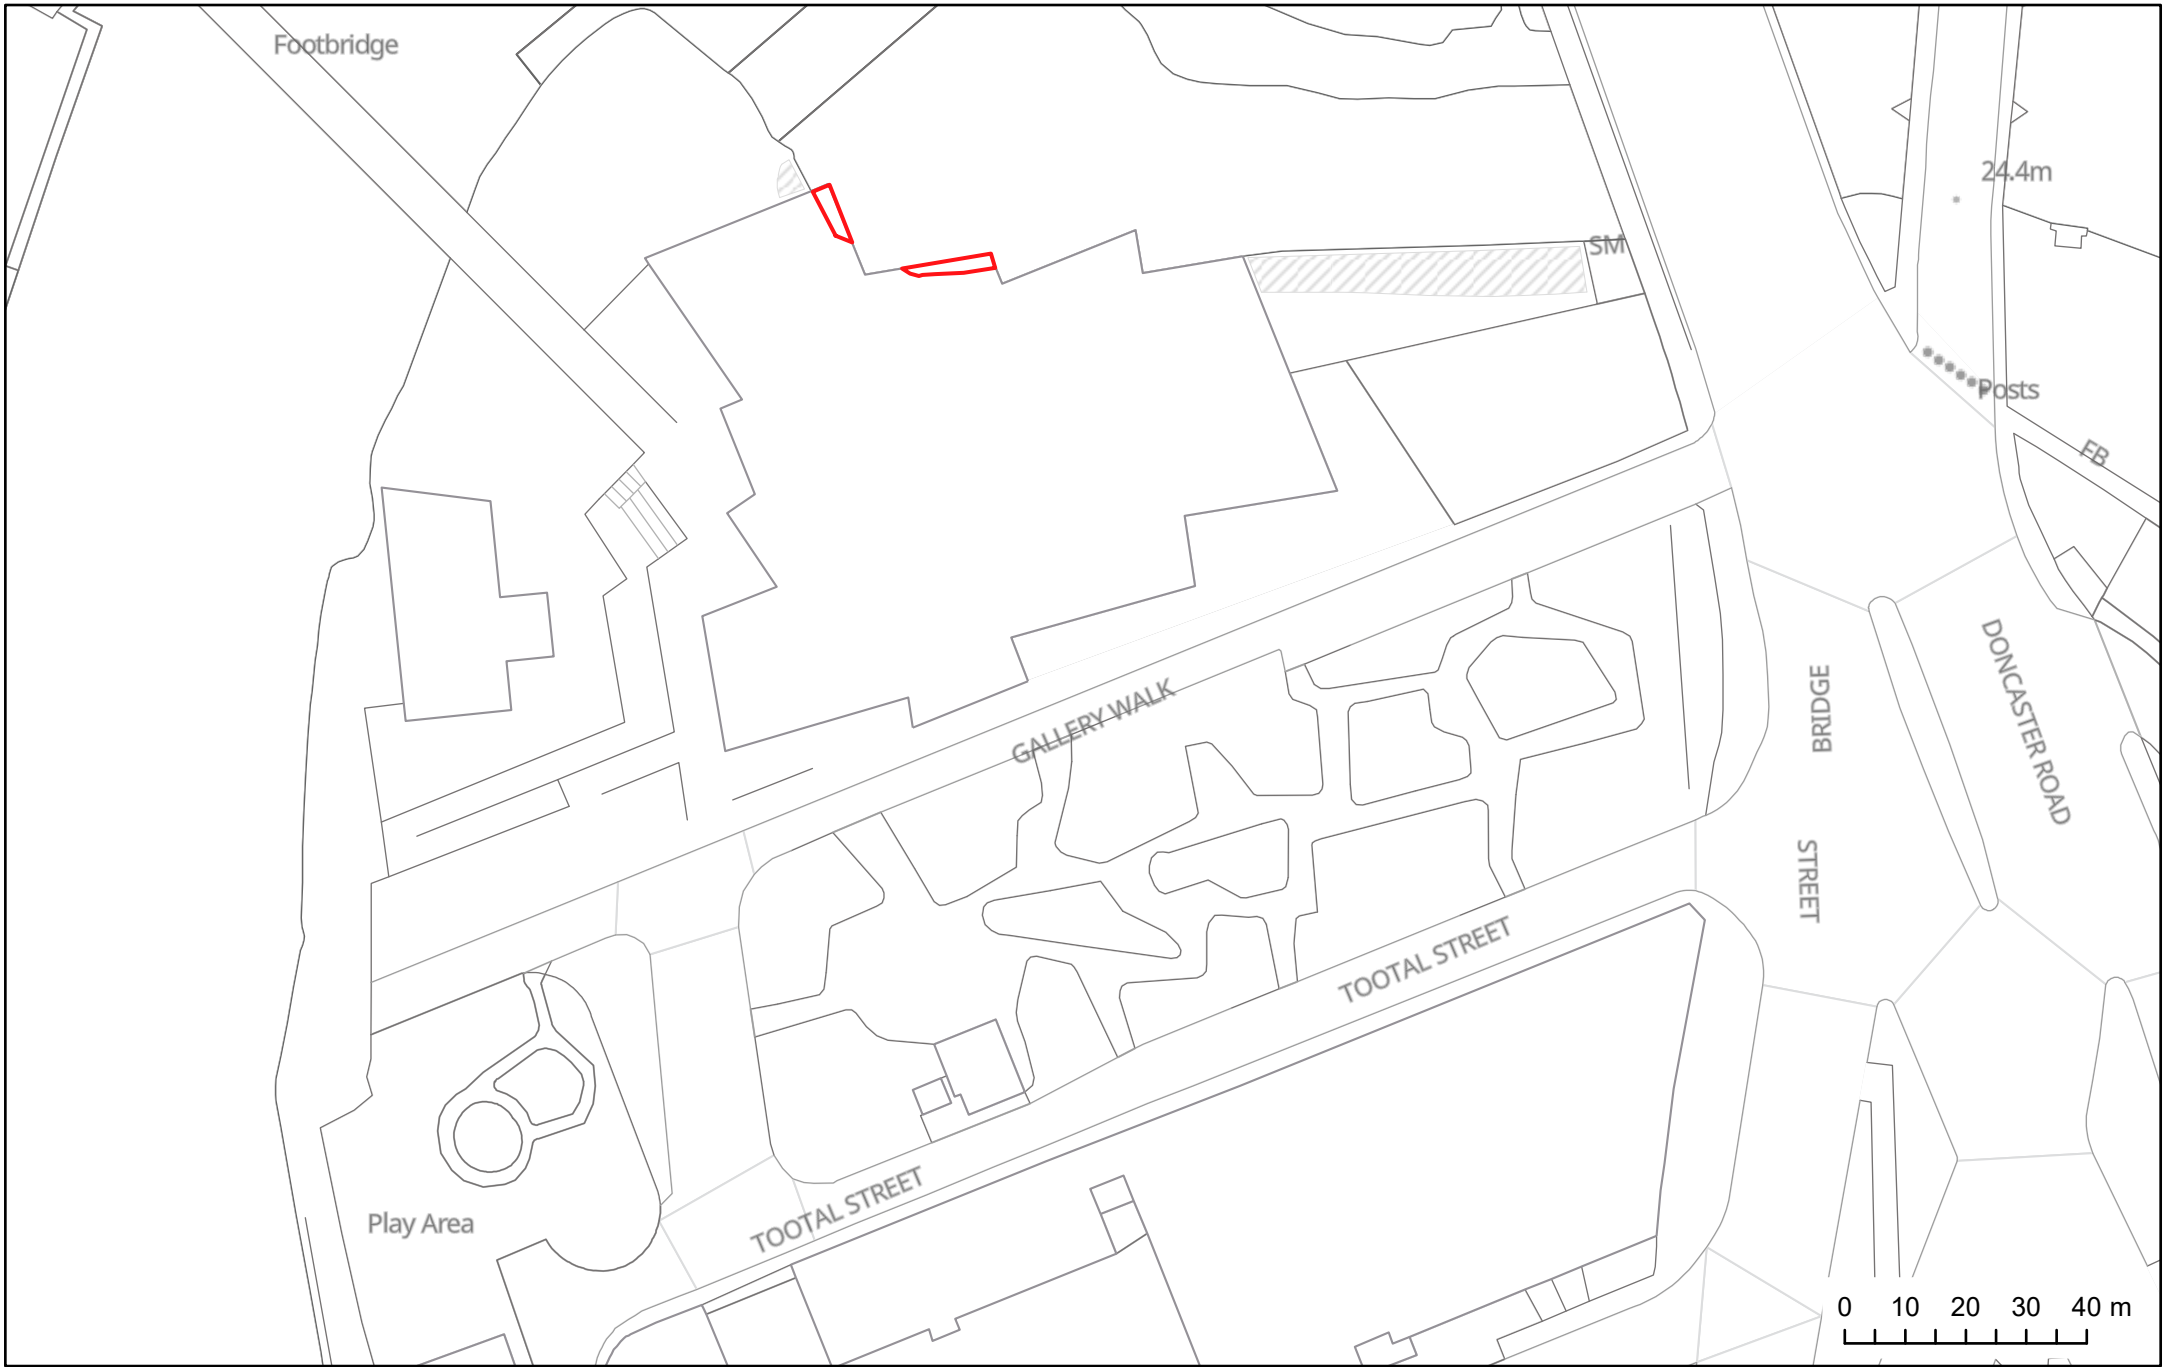 Footbridge
24.4m
SM
Posts
FB
GALLERY WALK
BRIDGE
STREET
DONCASTER ROAD
TOOTAL STREET
TOOTAL STREET
Play Area
0 10 20 30 40 m